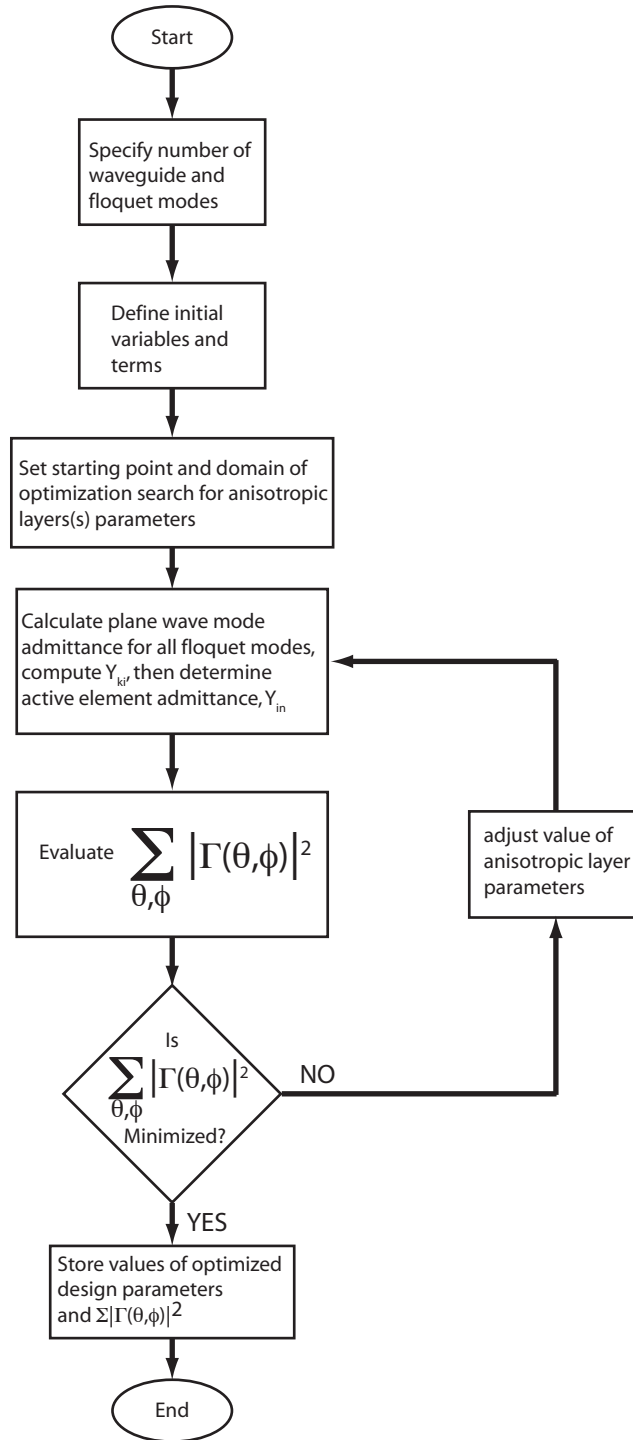 Start
Specify number of
waveguide and
floquet modes
Define initial
variables and
terms
Set starting point and domain of
optimization search for anisotropic
layers(s) parameters
Calculate plane wave mode
admittance for all floquet modes,
compute Y_ki, then determine
active element admittance, Y_in
Evaluate ∑_θ,ϕ |Γ(θ,ϕ)|²
adjust value of
anisotropic layer
parameters
Is
∑_θ,ϕ |Γ(θ,ϕ)|²
Minimized?
NO
YES
Store values of optimized
design parameters
and Σ|Γ(θ,ϕ)|²
End